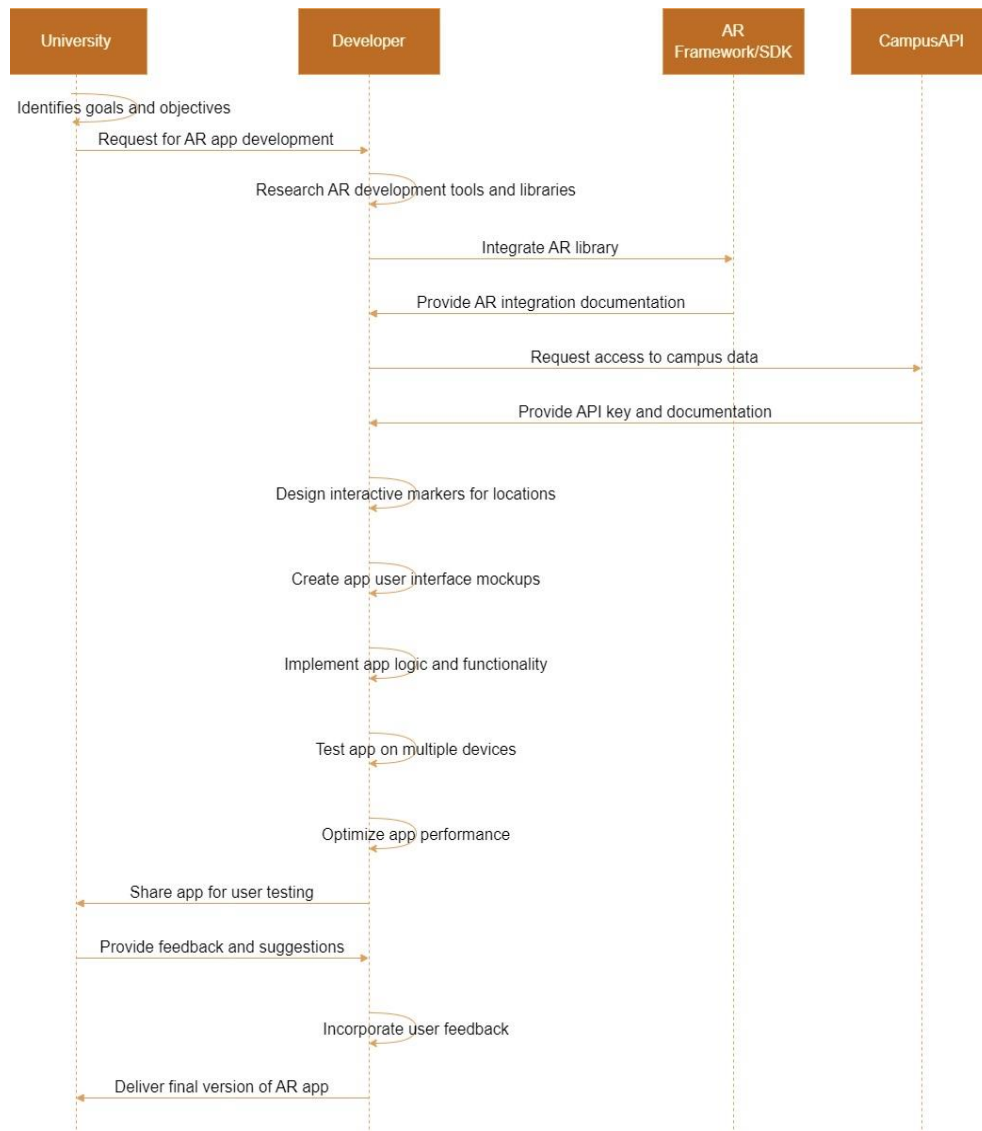 University
Developer
AR
Framework/SDK
CampusAPI
Identifies goals and objectives
Request for AR app development
Research AR development tools and libraries
Integrate AR library
Provide AR integration documentation
Request access to campus data
Provide API key and documentation
Design interactive markers for locations
Create app user interface mockups
Implement app logic and functionality
Test app on multiple devices
Optimize app performance
Share app for user testing
Provide feedback and suggestions
Incorporate user feedback
Deliver final version of AR app